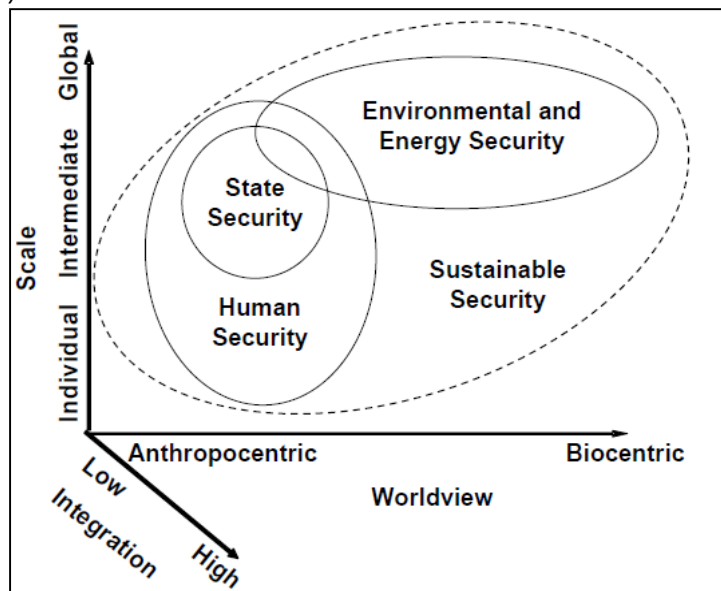 )
Global
Intermediate
Individual
Scale
Environmental and
Energy Security
State
Security
Sustainable
Security
Human
Security
Anthropocentric
Biocentric
Worldview
Low
High
Integration